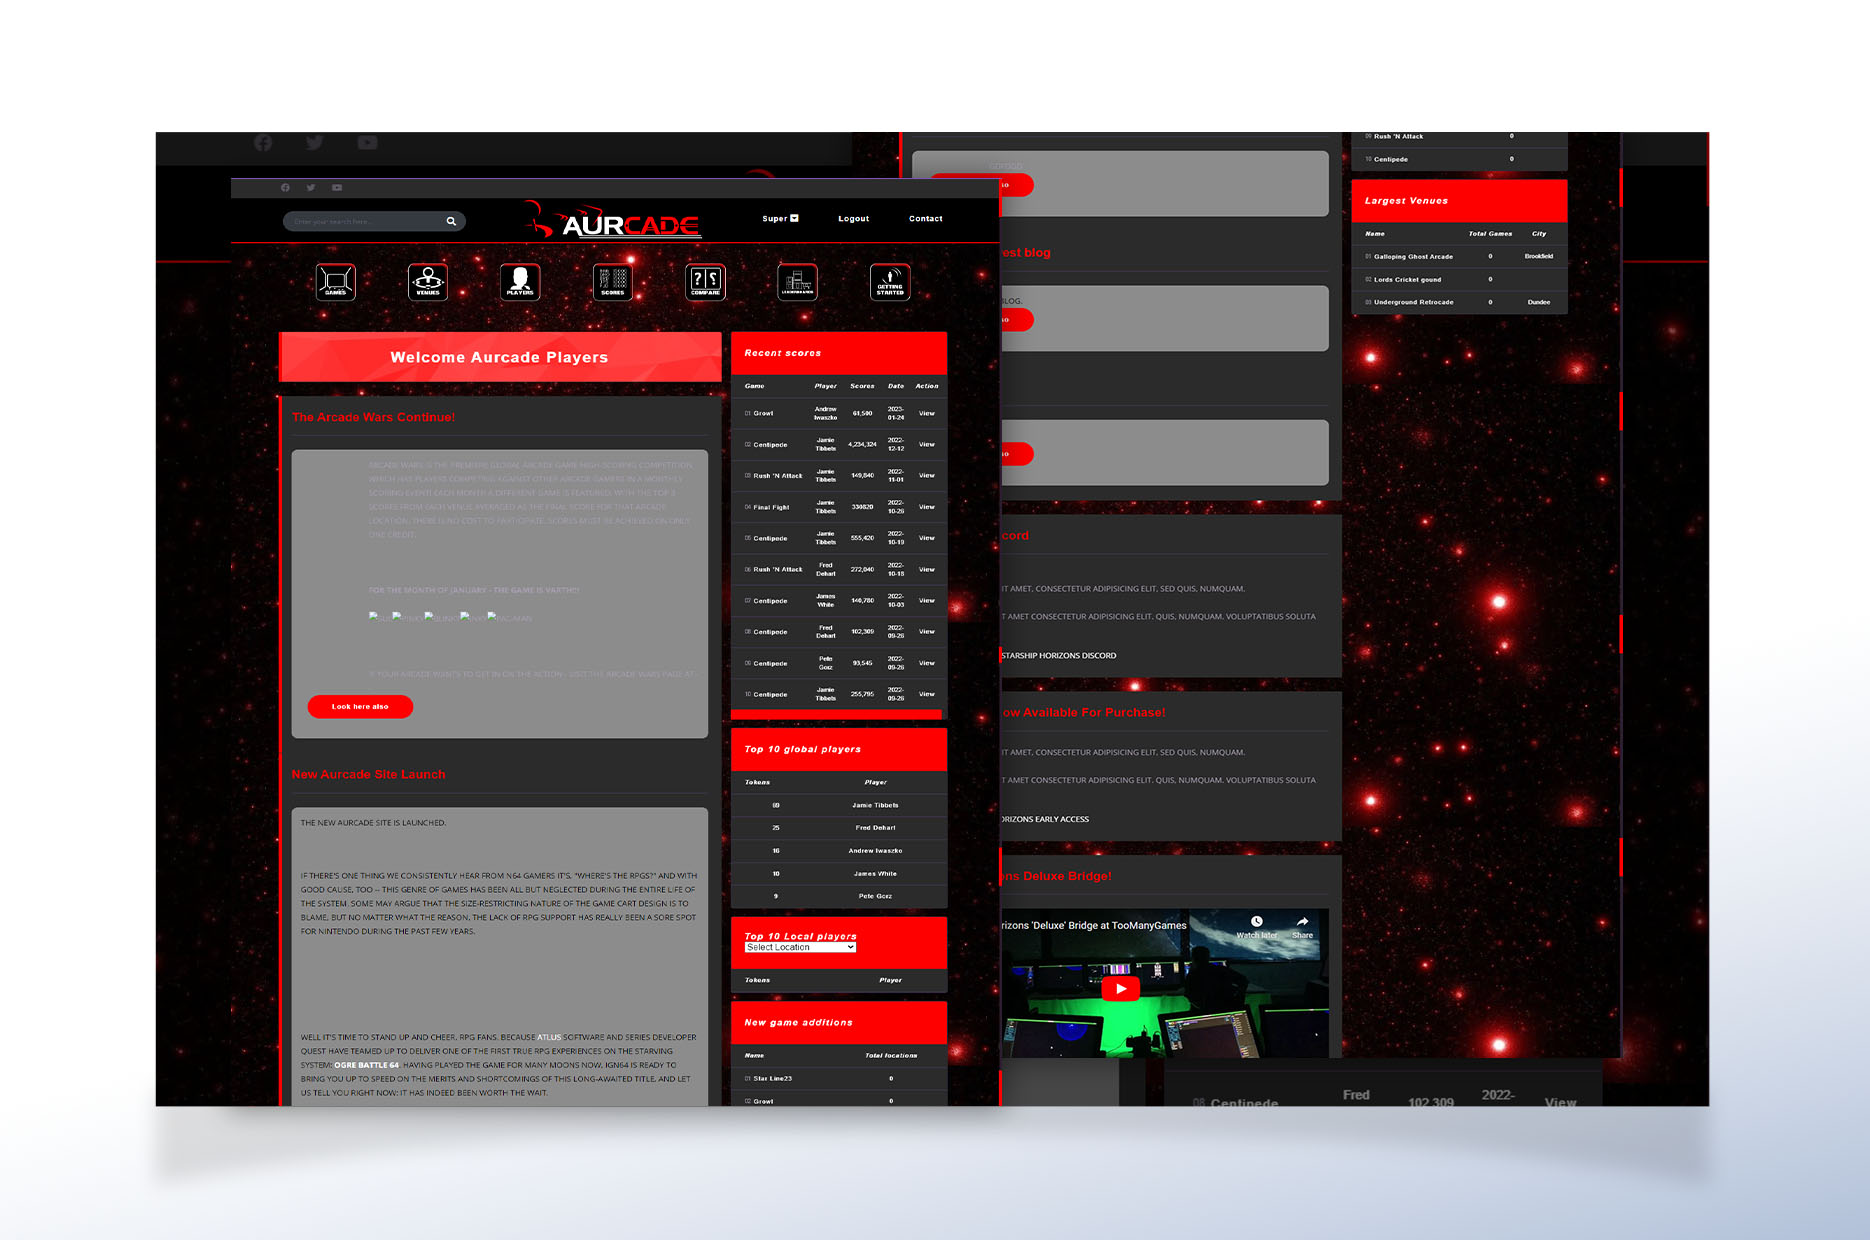 Enter your search here...
AURCADE
Super
Logout
Contact
GAMES
VENUES
PLAYERS
SCORES
COMPARE
GETTING
STARTED
Welcome Aurcade Players
The Arcade Wars Continue!
ARCADE WARS IS THE PREMIERE GLOBAL ARCADE GAME HIGH-SCORING COMPETITION
WHICH HAS PLAYERS COMPETING AGAINST OTHER ARCADE GAMERS IN A MONTHLY
SCORING EVENT! EACH MONTH A DIFFERENT GAME IS FEATURED WITH THE TOP 3
SCORES FROM EACH VENUE AVERAGED AS THE FINAL SCORE FOR THAT ARCADE
LOCATION. THERE IS NO COST TO PARTICIPATE. SCORES MUST BE ACHIEVED ON ONLY
ONE CREDIT.
FOR THE MONTH OF JANUARY - THE GAME IS VARTH!!!
IF YOUR ARCADE WANTS TO GET IN ON THE ACTION - VISIT THE ARCADE WARS PAGE AT
Look here also
New Aurcade Site Launch
THE NEW AURCADE SITE IS LAUNCHED.
IF THERE'S ONE THING WE CONSISTENTLY HEAR FROM N64 GAMERS IT'S, "WHERE'S THE RPGS?" AND WITH
GOOD CAUSE, TOO -- THIS GENRE OF GAMES HAS BEEN ALL BUT NEGLECTED DURING THE ENTIRE LIFE OF
THE SYSTEM. SOME MAY ARGUE THAT THE SIZE-RESTRICTING NATURE OF THE GAME CART DESIGN IS TO
BLAME, BUT NO MATTER WHAT THE REASON, THE LACK OF RPG SUPPORT HAS REALLY BEEN A SORE SPOT
FOR NINTENDO DURING THE PAST FEW YEARS.
WELL IT'S TIME TO STAND UP AND CHEER, RPG FANS, BECAUSE ATLUS SOFTWARE AND SERIES DEVELOPER
QUEST HAVE TEAMED UP TO DELIVER ONE OF THE FIRST TRUE RPG EXPERIENCES ON THE STARVING
SYSTEM: OGRE BATTLE 64. HAVING PLAYED THE GAME FOR MANY MOONS NOW, IGN64 IS READY TO
BRING YOU UP TO SPEED ON THE MERITS AND SHORTCOMINGS OF THIS LONG-AWAITED TITLE. AND LET
US TELL YOU RIGHT NOW: IT HAS INDEED BEEN WORTH THE WAIT.
Recent scores
Game Player Scores Date Action
01 Growl Andrew Iwaszko 61,500 2023-01-24 View
02 Centipede Jamie Tibbets 4,234,324 2022-12-12 View
03 Rush 'N Attack Jamie Tibbets 149,840 2022-11-01 View
04 Final Fight Jamie Tibbets 330820 2022-10-26 View
05 Centipede Jamie Tibbets 555,420 2022-10-19 View
06 Rush 'N Attack Fred Dehart 272,040 2022-10-18 View
07 Centipede James White 140,780 2022-10-03 View
08 Centipede Fred Dehart 102,309 2022-09-26 View
09 Centipede Pete Gorz 93,545 2022-09-26 View
10 Centipede Jamie Tibbets 255,795 2022-09-26 View
Top 10 global players
Tokens Player
Jamie Tibbets
25 Fred Dehart
16 Andrew Iwaszko
10 James White
9 Pete Gorz
Top 10 Local players
Select Location
Tokens Player
New game additions
Name Total locations
01 Star Line23 0
02 Growl 0
so
est blog
LOG.
so
so
cord
IT AMET, CONSECTETUR ADIPISICING ELIT, SED QUIS, NUMQUAM.
T AMET CONSECTETUR ADIPISICING ELIT. QUIS, NUMQUAM. VOLUPTATIBUS SOLUTA
STARSHIP HORIZONS DISCORD
ow Available For Purchase!
IT AMET, CONSECTETUR ADIPISICING ELIT, SED QUIS, NUMQUAM.
T AMET CONSECTETUR ADIPISICING ELIT. QUIS, NUMQUAM. VOLUPTATIBUS SOLUTA
ORIZONS EARLY ACCESS
ons Deluxe Bridge!
rizons 'Deluxe' Bridge at TooManyGames
Watch later
Share
09 Rush 'N Attack 0
10 Centipede 0
Largest Venues
Name Total Games City
01 Galloping Ghost Arcade 0 Brookfield
02 Lords Cricket gound 0
03 Underground Retrocade 0 Dundee
08 Centipede Fred 102,309 2022- View